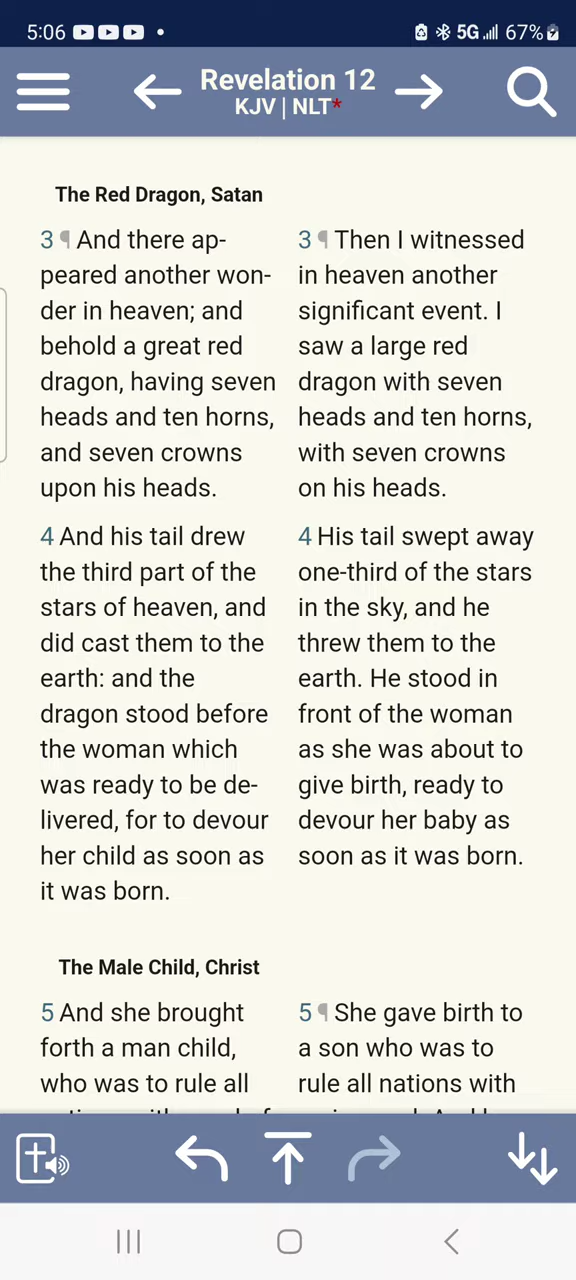 5:06
5G 67%
Revelation 12
KJV | NLT*
The Red Dragon, Satan
3 ¶ And there ap-
peared another won-
der in heaven; and
behold a great red
dragon, having seven
heads and ten horns,
and seven crowns
upon his heads.
4 And his tail drew
the third part of the
stars of heaven, and
did cast them to the
earth: and the
dragon stood before
the woman which
was ready to be de-
livered, for to devour
her child as soon as
it was born.
3 ¶ Then I witnessed
in heaven another
significant event. I
saw a large red
dragon with seven
heads and ten horns,
with seven crowns
on his heads.
4 His tail swept away
one-third of the stars
in the sky, and he
threw them to the
earth. He stood in
front of the woman
as she was about to
give birth, ready to
devour her baby as
soon as it was born.
The Male Child, Christ
5 And she brought
forth a man child,
who was to rule all
5 ¶ She gave birth to
a son who was to
rule all nations with